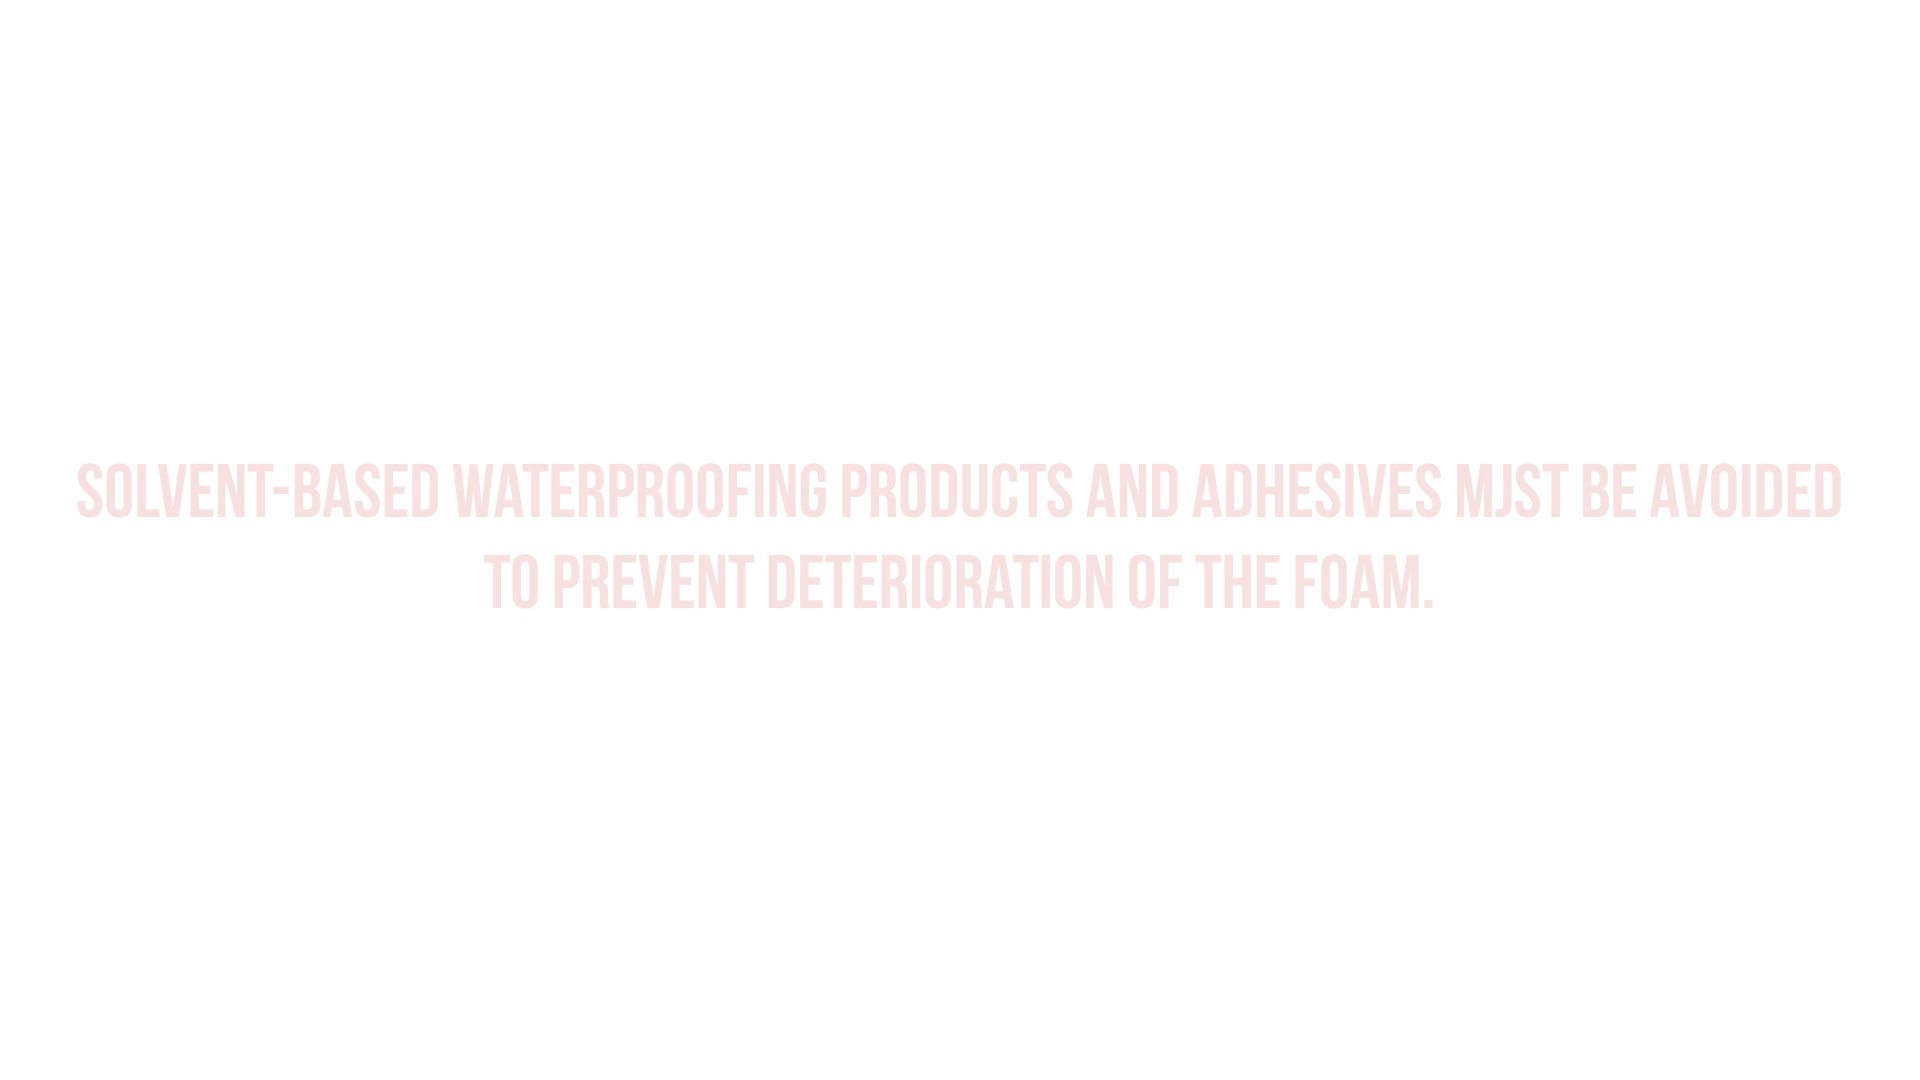 SOLVENT-BASED WATERPROOFING PRODUCTS AND ADHESIVES MJST BE AVOIDED
TO PREVENT DETERIORATION OF THE FOAM.